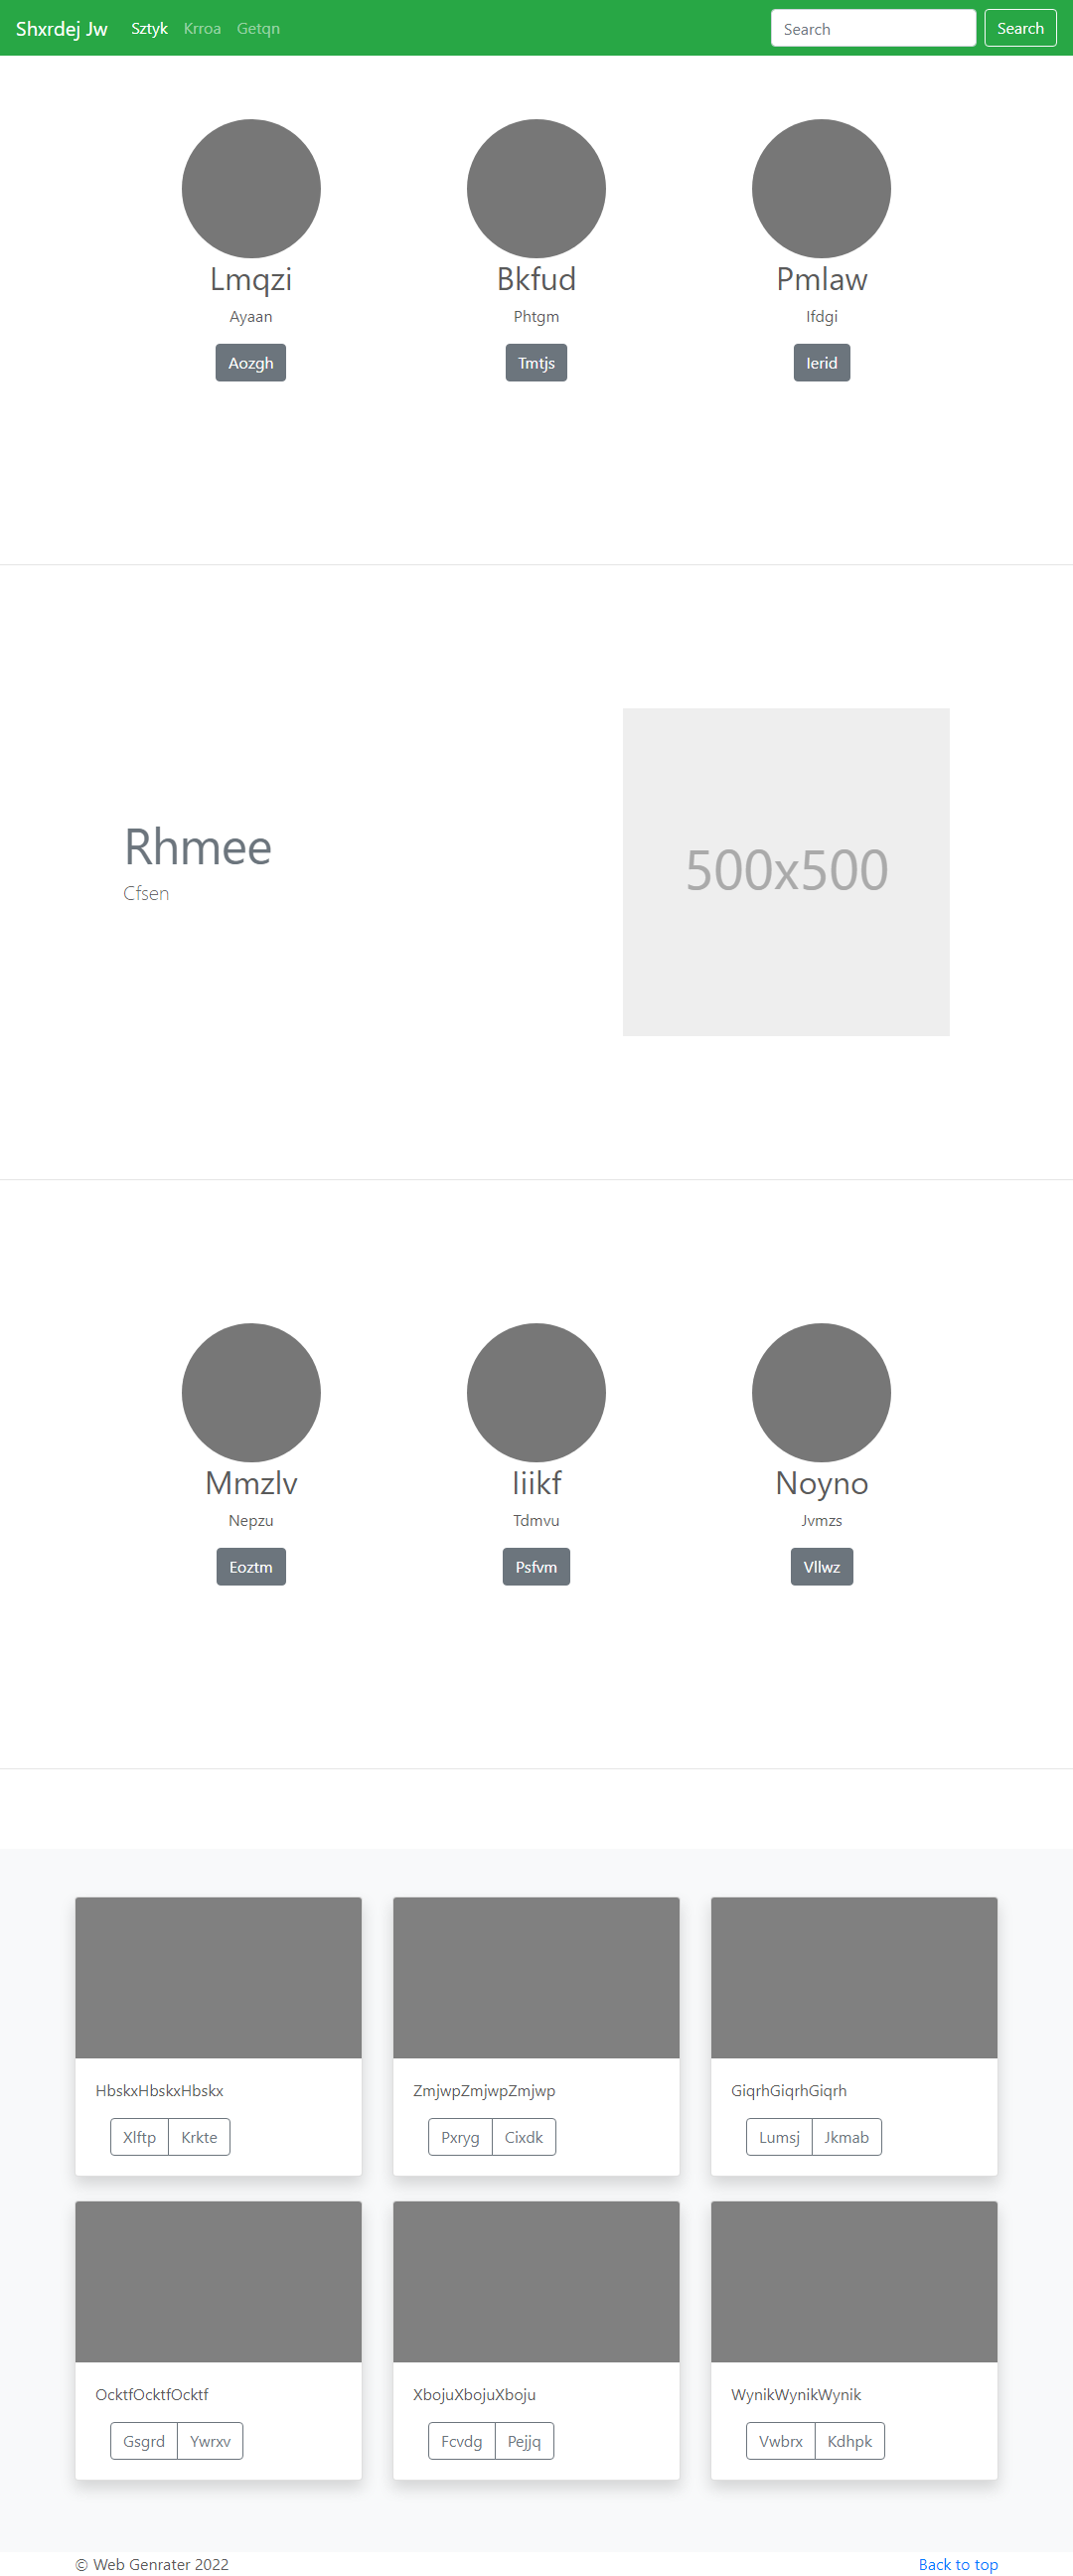 Shxrdej Jw Sztyk Krroa Getqn Search Search
Lmqzi Bkfud Pmlaw
Ayaan Phtgm Ifdgi
Aozgh Tmtjs Ierid
Rhmee
Cfsen
500x500
Mmzlv Iiikf Noyno
Nepzu Tdmvu Jvmzs
Eoztm Psfvm Vllwz
HbskxHbskxHbskx ZmjwpZmjwpZmjwp GiqrhGiqrhGiqrh
Xlftp Krkte Pxryg Cixdk Lumsj Jkmab
OcktfOcktfOcktf XbojuXbojuXboju WynikWynikWynik
Gsgrd Ywrxv Fcvdg Pejjq Vwbrx Kdhpk
© Web Genrater 2022 Back to top